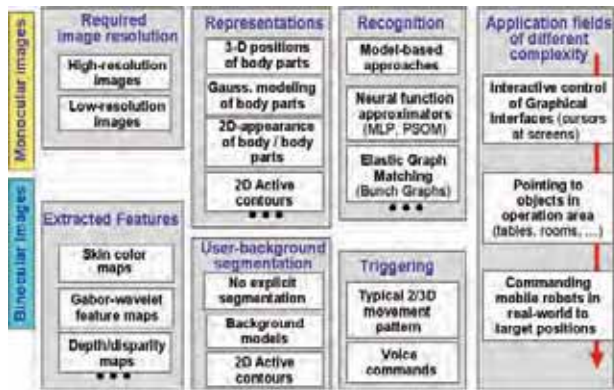 Monocular images
Binocular images
Required
image resolution
High-resolution
images
Low-resolution
images
Extracted Features
Skin color
maps
Gabor-wavelet
feature maps
Depth/disparity
maps
Representations
3-D positions
of body parts
Gauss. modeling
of body parts
2D-appearance
of body / body
parts
2D Active
contours
User-background
segmentation
No explicit
segmentation
Background
models
2D Active
contours
Recognition
Model-based
approaches
Neural function
approximators
(MLP, PSOM)
Elastic Graph
Matching
(Bunch Graphs)
Triggering
Typical 2/3D
movement
pattern
Voice
commands
Application fields
of different
complexity
Interactive control
of Graphical
Interfaces (cursors
at screens)
Pointing to
objects in
operation area
(tables, rooms, ...)
Commanding
mobile robots in
real-world to
target positions